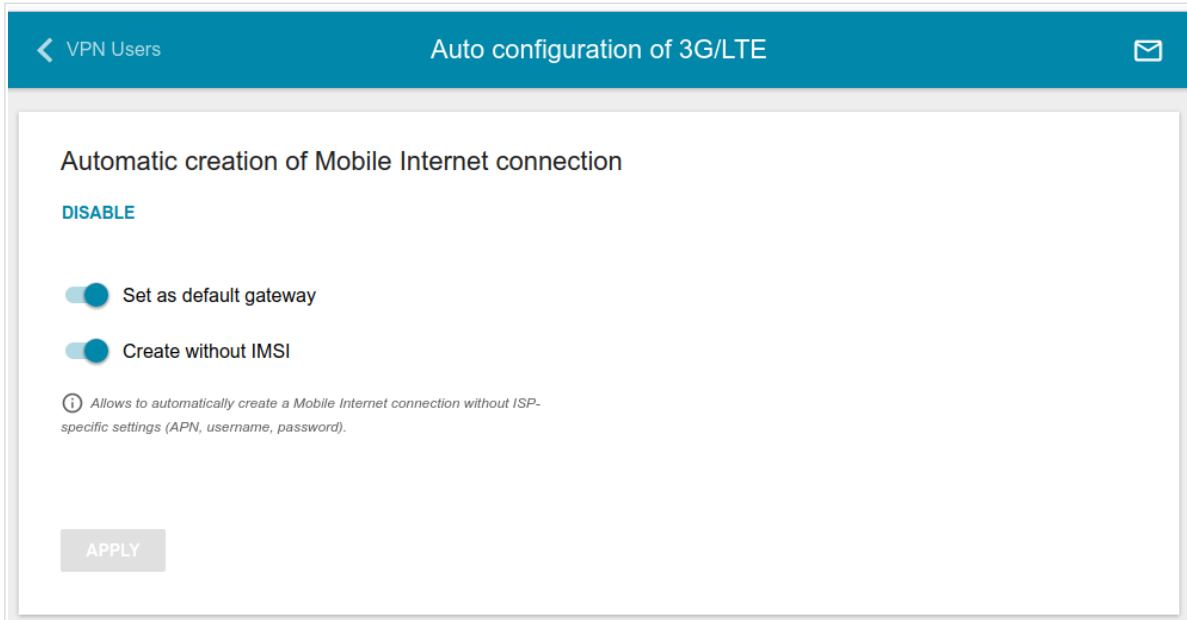 VPN Users
Auto configuration of 3G/LTE
Automatic creation of Mobile Internet connection
DISABLE
Set as default gateway
Create without IMSI
Allows to automatically create a Mobile Internet connection without ISP-
specific settings (APN, username, password).
APPLY